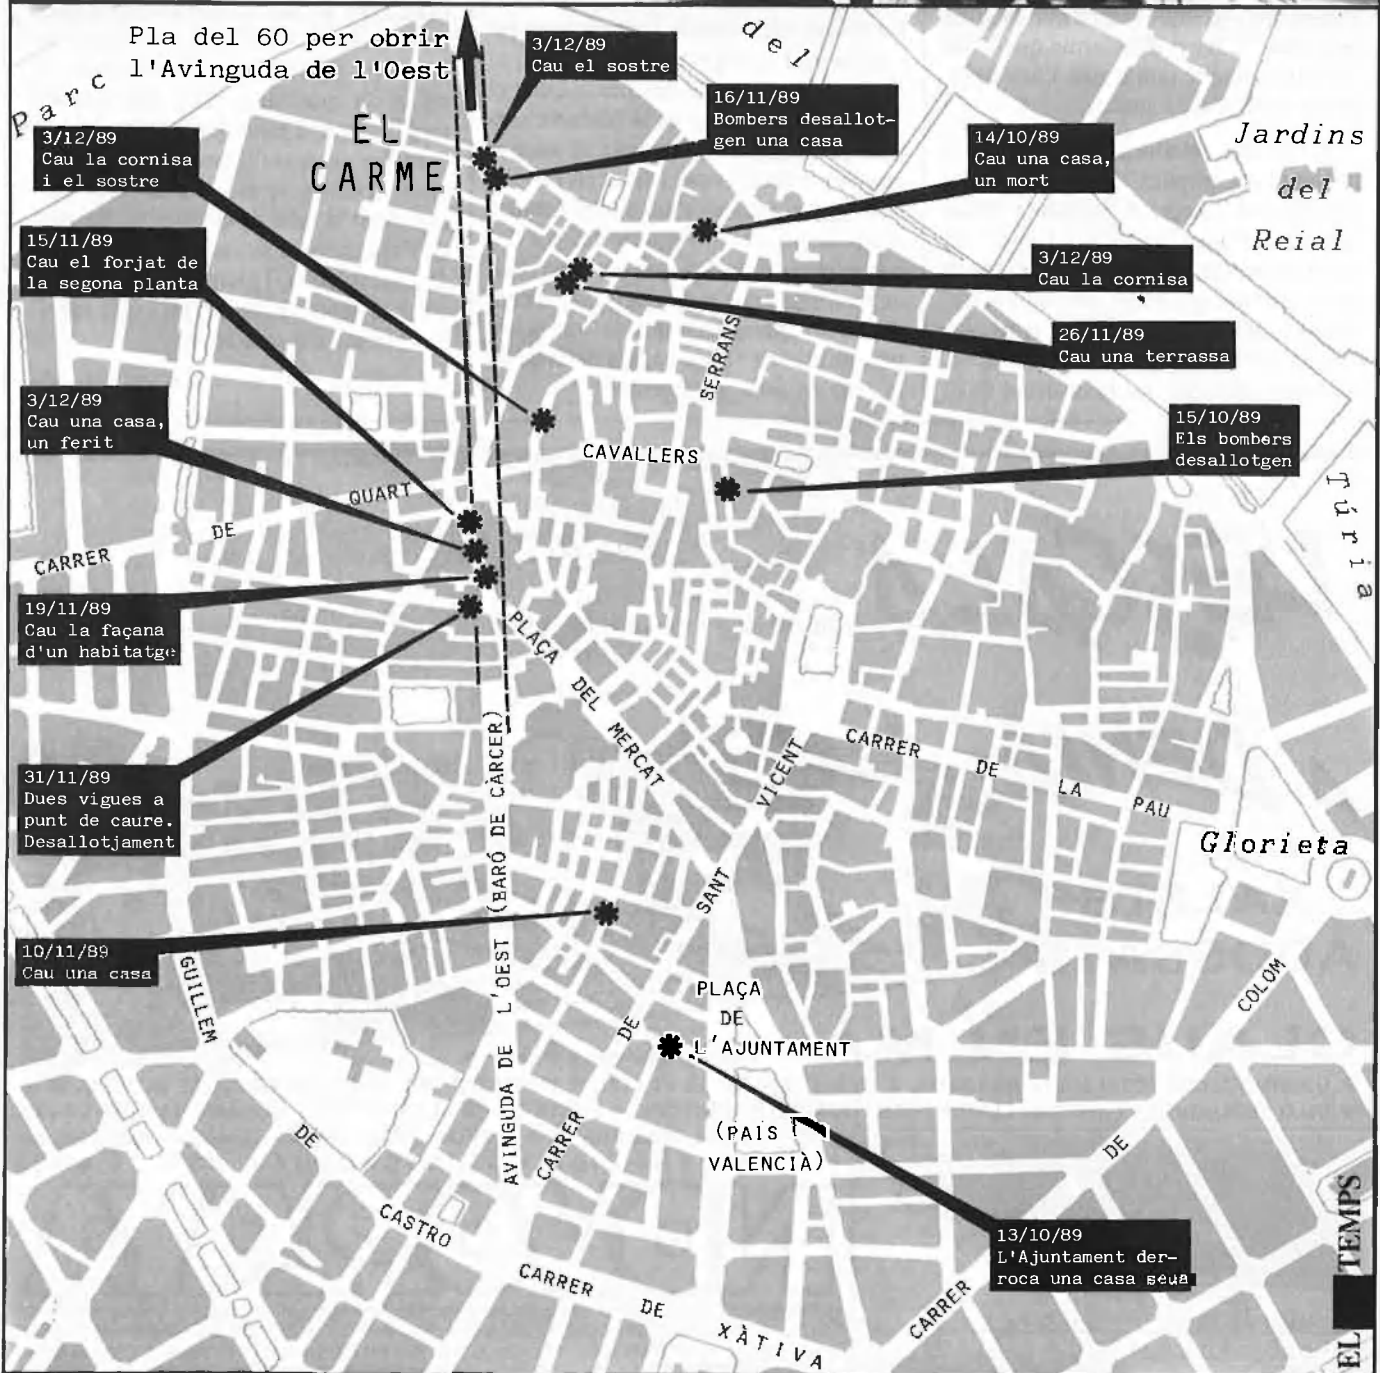 Pla del 60 per obrir
l'Avinguda de l'Oest
Parc
del
Túria
EL
CARME
Jardins
del
Reial
3/12/89
Cau el sostre
16/11/89
Bombers desallot-
gen una casa
14/10/89
Cau una casa,
un mort
3/12/89
Cau la cornisa
i el sostre
15/11/89
Cau el forjat de
la segona planta
3/12/89
Cau la cornisa
26/11/89
Cau una terrassa
3/12/89
Cau una casa,
un ferit
15/10/89
Els bombers
desallotgen
19/11/89
Cau la façana
d'un habitatge
31/11/89
Dues vigues a
punt de caure.
Desallotjament
10/11/89
Cau una casa
13/10/89
L'Ajuntament der-
roca una casa seua
SERRANS
CAVALLERS
CARRER DE QUART
PLAÇA DEL MERCAT
CARRER DE LA PAU
Glorieta
AVINGUDA DE L'OEST (BARÓ DE CÀRCER)
CARRER DE SANT VICENT
PLAÇA
DE
L'AJUNTAMENT
(PAIS
VALENCIÀ)
GUILLEM DE CASTRO
CARRER DE XÀTIVA
CARRER DE COLOM
EL TEMPS